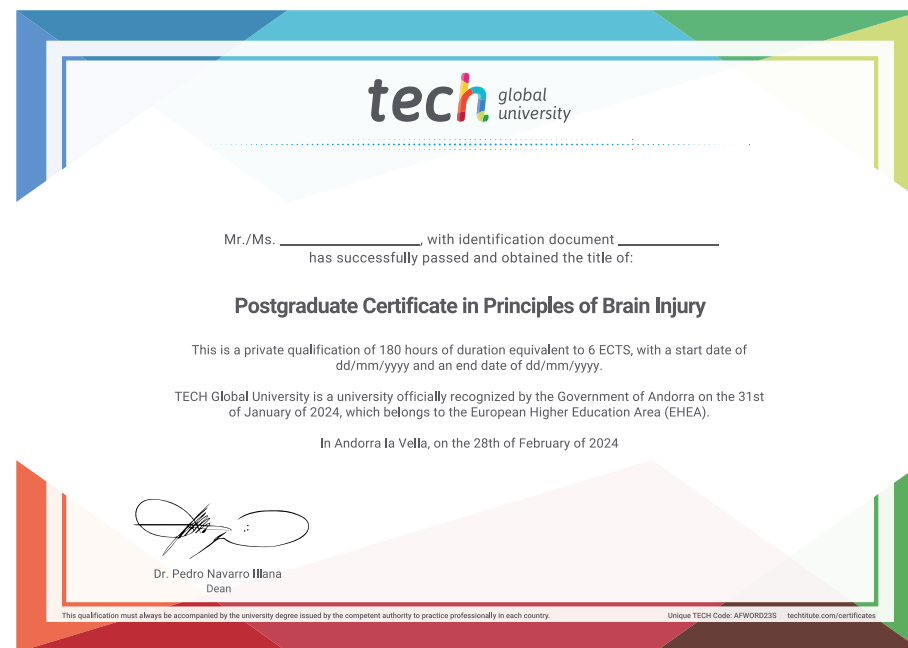 tech global university
Mr./Ms. ____________, with identification document ____________
has successfully passed and obtained the title of:
Postgraduate Certificate in Principles of Brain Injury
This is a private qualification of 180 hours of duration equivalent to 6 ECTS, with a start date of
dd/mm/yyyy and an end date of dd/mm/yyyy.
TECH Global University is a university officially recognized by the Government of Andorra on the 31st
of January of 2024, which belongs to the European Higher Education Area (EHEA).
In Andorra la Vella, on the 28th of February of 2024
Dr. Pedro Navarro Illana
Dean
This qualification must always be accompanied by the university degree issued by the competent authority to practice professionally in each country.
Unique TECH Code: AFWORD23S techtitute.com/certificates